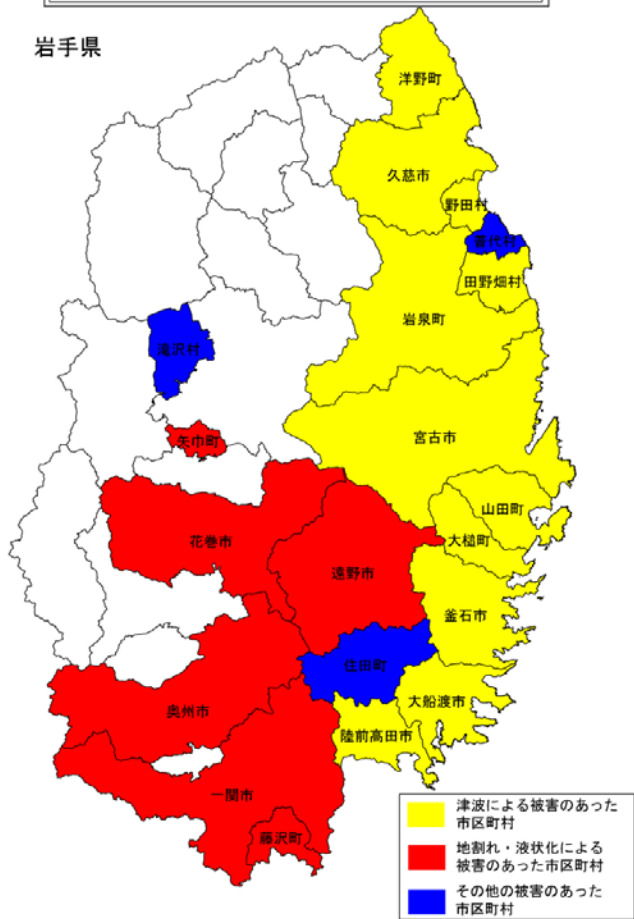 岩手県
洋野町
久慈市
野田村
普代村
田野畑村
岩泉町
滝沢村
矢巾町
宮古市
山田町
大槌町
花巻市
遠野市
釜石市
住田町
大船渡市
奥州市
陸前高田市
一関市
藤沢町
津波による被害のあった
市区町村
地割れ・液状化による
被害のあった市区町村
その他の被害のあった
市区町村